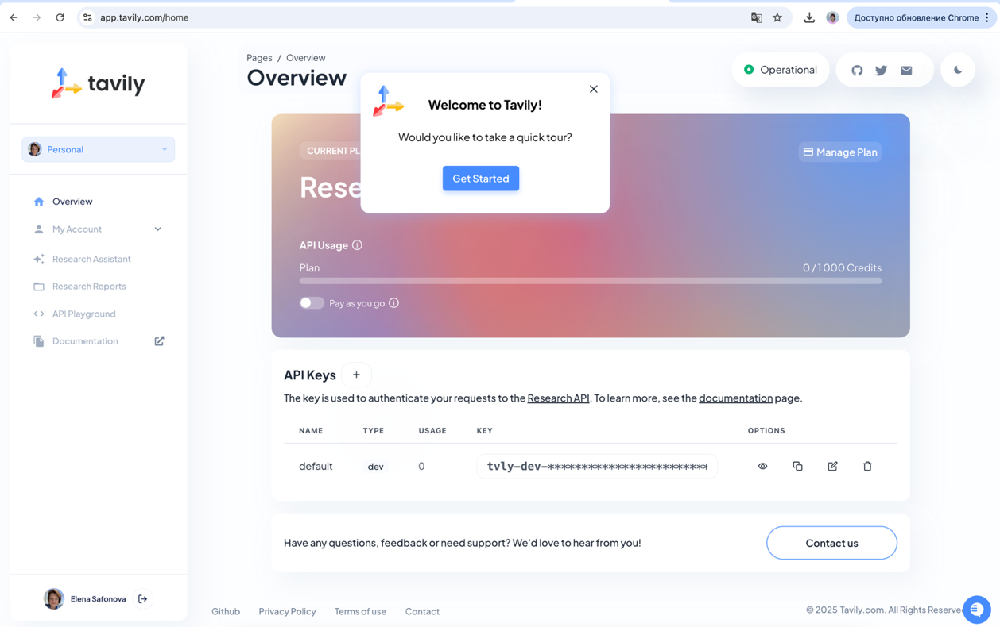 app.tavily.com/home
Доступно обновление Chrome
tavily
Personal
Overview
My Account
Research Assistant
Research Reports
API Playground
Documentation
Elena Safonova
Pages / Overview
Overview
Operational
Welcome to Tavily!
Would you like to take a quick tour?
Get Started
CURRENT PL
Manage Plan
Rese
API Usage
Plan
0 / 1 000 Credits
Pay as you go
API Keys +
The key is used to authenticate your requests to the Research API. To learn more, see the documentation page.
NAME TYPE USAGE KEY OPTIONS
default dev 0 tvly-dev-************************
Have any questions, feedback or need support? We'd love to hear from you!
Contact us
Github Privacy Policy Terms of use Contact
© 2025 Tavily.com. All Rights Reserve